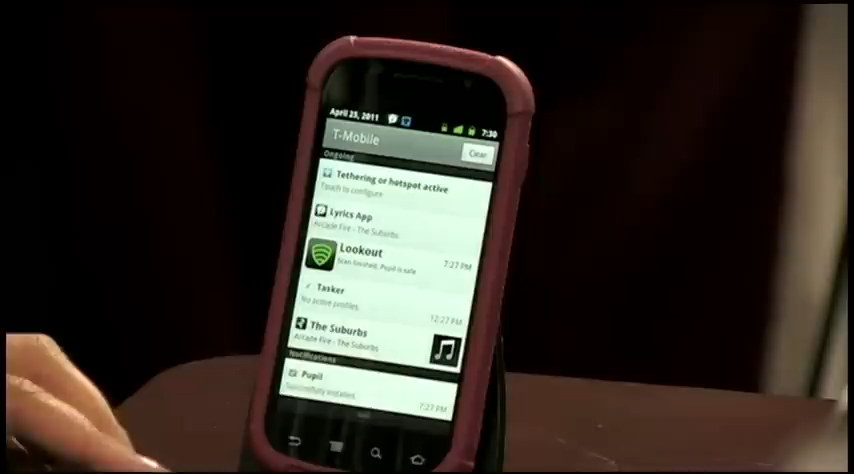 April 25, 2011 7:30
T-Mobile Clear
Ongoing
Tethering or hotspot active
Touch to configure
Lyrics App
Arcade Fire - The Suburbs
Lookout
Scan finished. Pupil is safe 7:27 PM
Tasker
No active profiles. 12:27 PM
The Suburbs
Arcade Fire - The Suburbs
Notifications
Pupil
Successfully installed. 7:27 PM